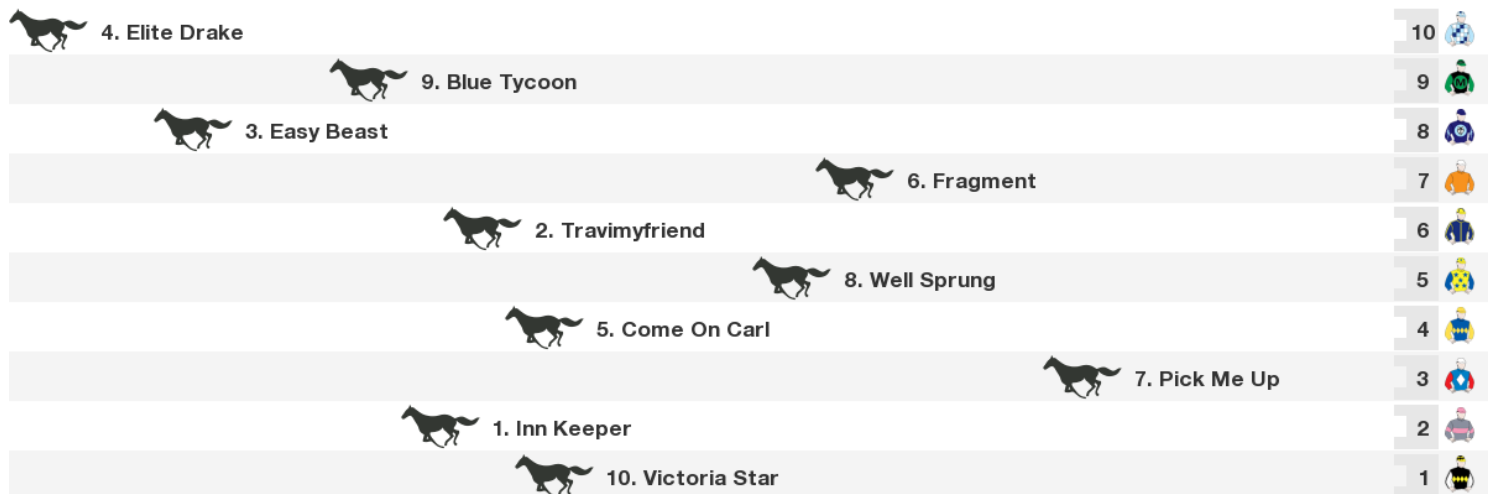 4. Elite Drake 10
9. Blue Tycoon 9
3. Easy Beast 8
6. Fragment 7
2. Travimyfriend 6
8. Well Sprung 5
5. Come On Carl 4
7. Pick Me Up 3
1. Inn Keeper 2
10. Victoria Star 1